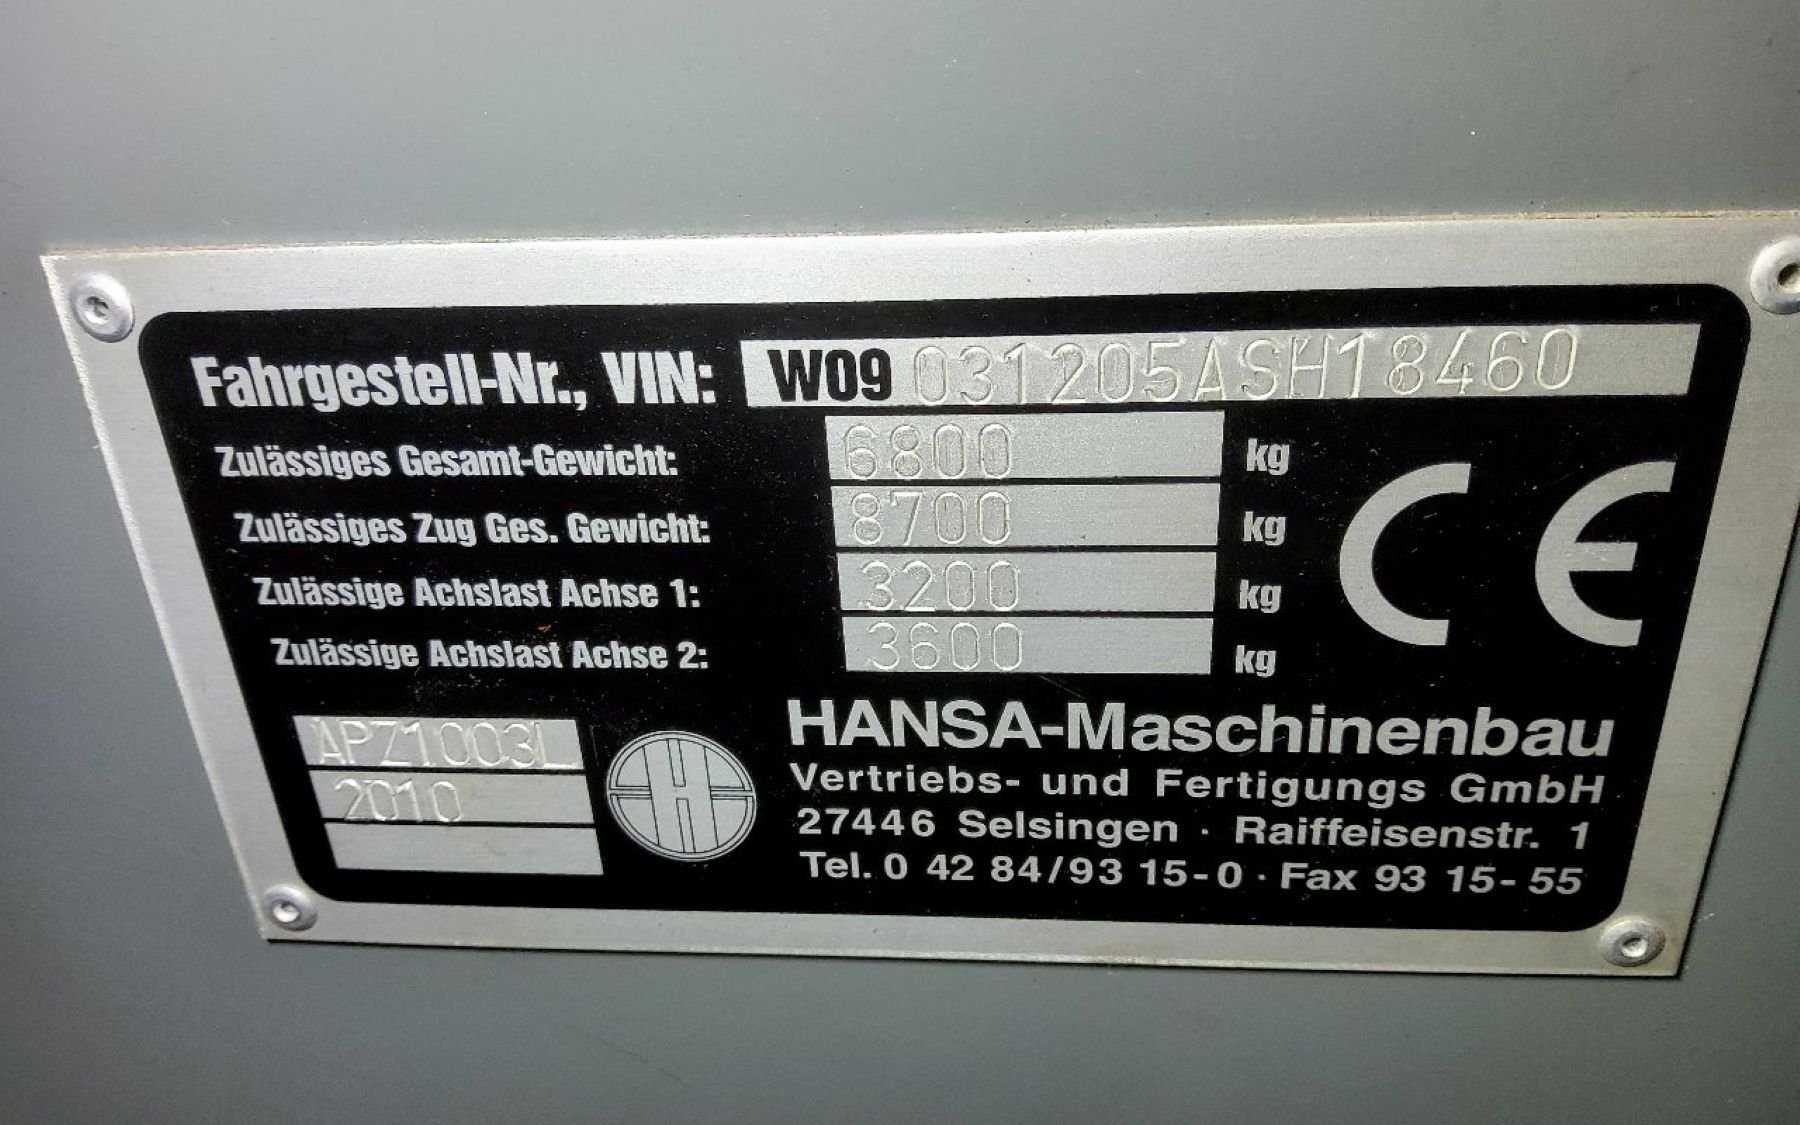 Fahrgestell-Nr., VIN: W09 031205ASH18460
Zulässiges Gesamt-Gewicht: 6800 kg
Zulässiges Zug Ges. Gewicht: 8700 kg
Zulässige Achslast Achse 1: 3200 kg
Zulässige Achslast Achse 2: 3600 kg
CE
APZ1003L
2010
H
HANSA-Maschinenbau
Vertriebs- und Fertigungs GmbH
27446 Selsingen · Raiffeisenstr. 1
Tel. 0 42 84/93 15-0 · Fax 93 15-55